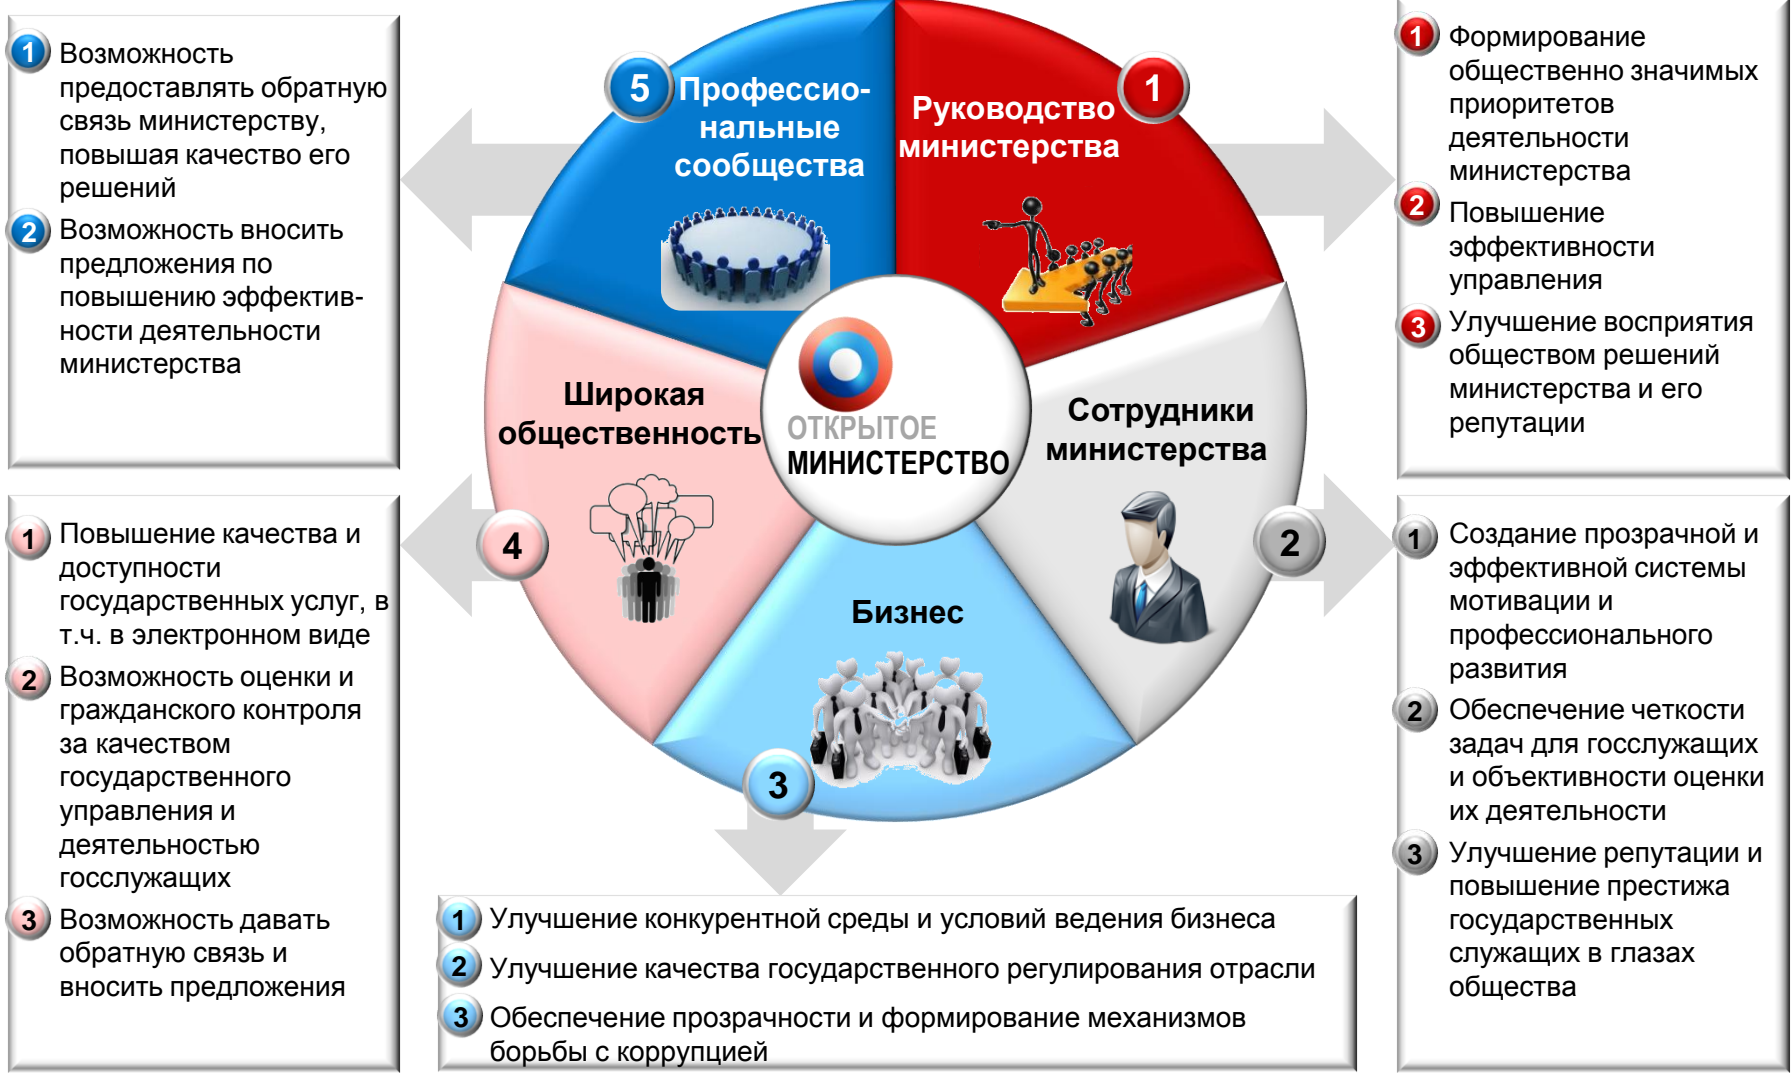 1 Возможность
предоставлять обратную
связь министерству,
повышая качество его
решений
2 Возможность вносить
предложения по
повышению эффектив-
ности деятельности
министерства
5 Профессио-
нальные
сообщества
Руководство 1
министерства
1 Формирование
общественно значимых
приоритетов
деятельности
министерства
2 Повышение
эффективности
управления
3 Улучшение восприятия
обществом решений
министерства и его
репутации
Широкая
общественность
4
ОТКРЫТОЕ
МИНИСТЕРСТВО
Сотрудники
министерства
2
Бизнес
3
1 Повышение качества и
доступности
государственных услуг, в
т.ч. в электронном виде
2 Возможность оценки и
гражданского контроля
за качеством
государственного
управления и
деятельностью
госслужащих
3 Возможность давать
обратную связь и
вносить предложения
1 Улучшение конкурентной среды и условий ведения бизнеса
2 Улучшение качества государственного регулирования отрасли
3 Обеспечение прозрачности и формирование механизмов
борьбы с коррупцией
1 Создание прозрачной и
эффективной системы
мотивации и
профессионального
развития
2 Обеспечение четкости
задач для госслужащих
и объективности оценки
их деятельности
3 Улучшение репутации и
повышение престижа
государственных
служащих в глазах
общества